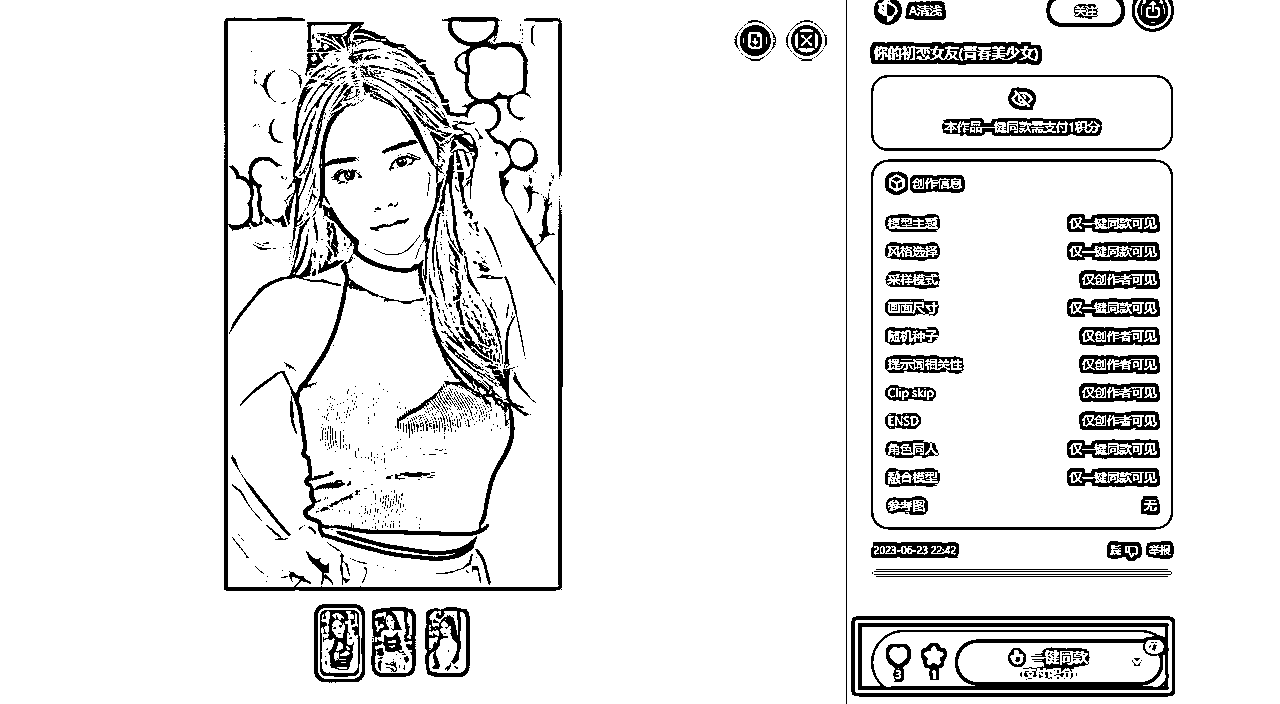 A清浅
关注
你的初恋女友(青春美少女)
本作品一键同款需支付1积分
创作信息
模型主题 仅一键同款可见
风格选择 仅一键同款可见
采样模式 仅创作者可见
画面尺寸 仅一键同款可见
随机种子 仅创作者可见
提示词相关性 仅创作者可见
Clip skip 仅创作者可见
ENSD 仅创作者可见
角色同人 仅一键同款可见
融合模型 仅一键同款可见
参考图 无
2023-06-23 22:42 踩 举报
一键同款
3 1